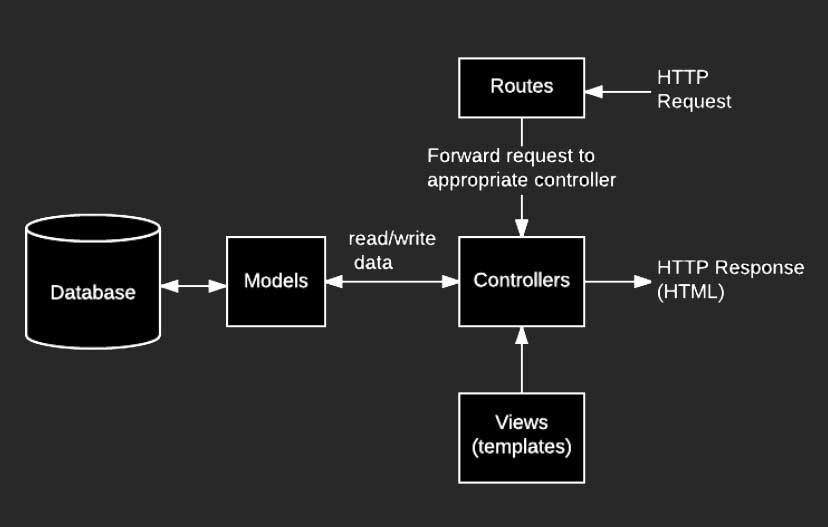 Routes
HTTP
Request
Forward request to
appropriate controller
read/write
data
Database
Models
Controllers
HTTP Response
(HTML)
Views
(templates)